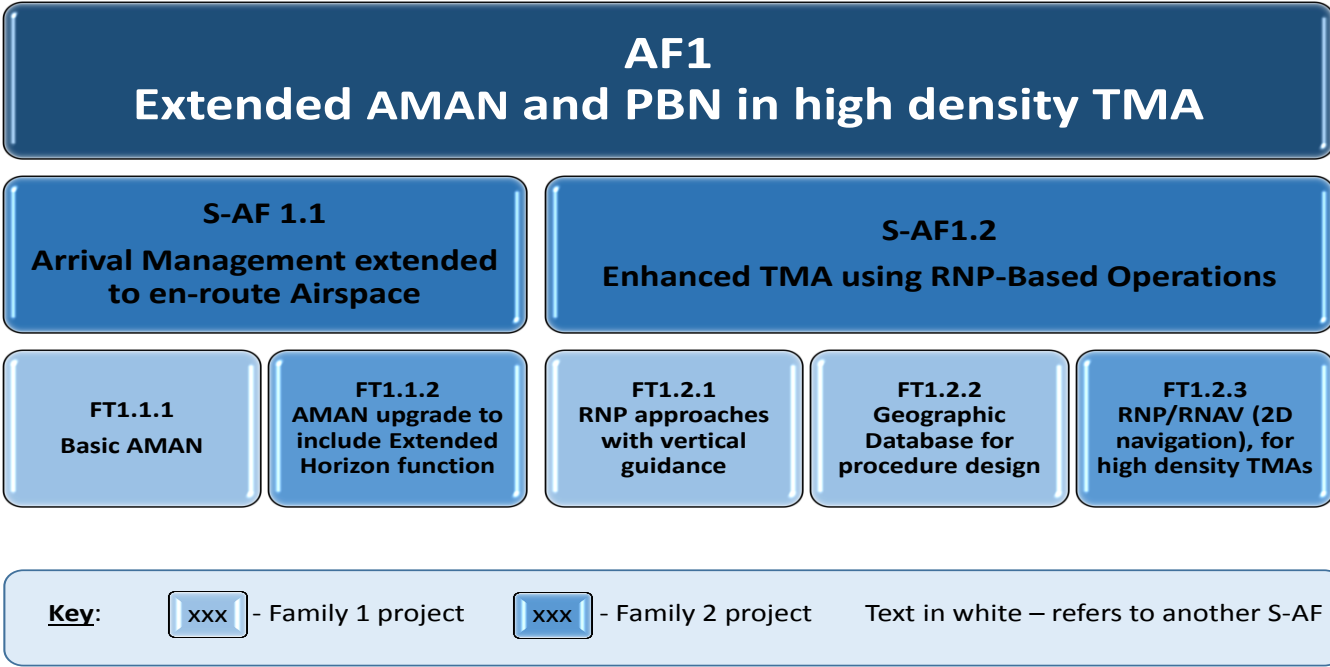 AF1
Extended AMAN and PBN in high density TMA
S-AF 1.1
Arrival Management extended
to en-route Airspace
S-AF1.2
Enhanced TMA using RNP-Based Operations
FT1.1.1
Basic AMAN
FT1.1.2
AMAN upgrade to
include Extended
Horizon function
FT1.2.1
RNP approaches
with vertical
guidance
FT1.2.2
Geographic
Database for
procedure design
FT1.2.3
RNP/RNAV (2D
navigation), for
high density TMAs
Key: xxx - Family 1 project xxx - Family 2 project Text in white – refers to another S-AF